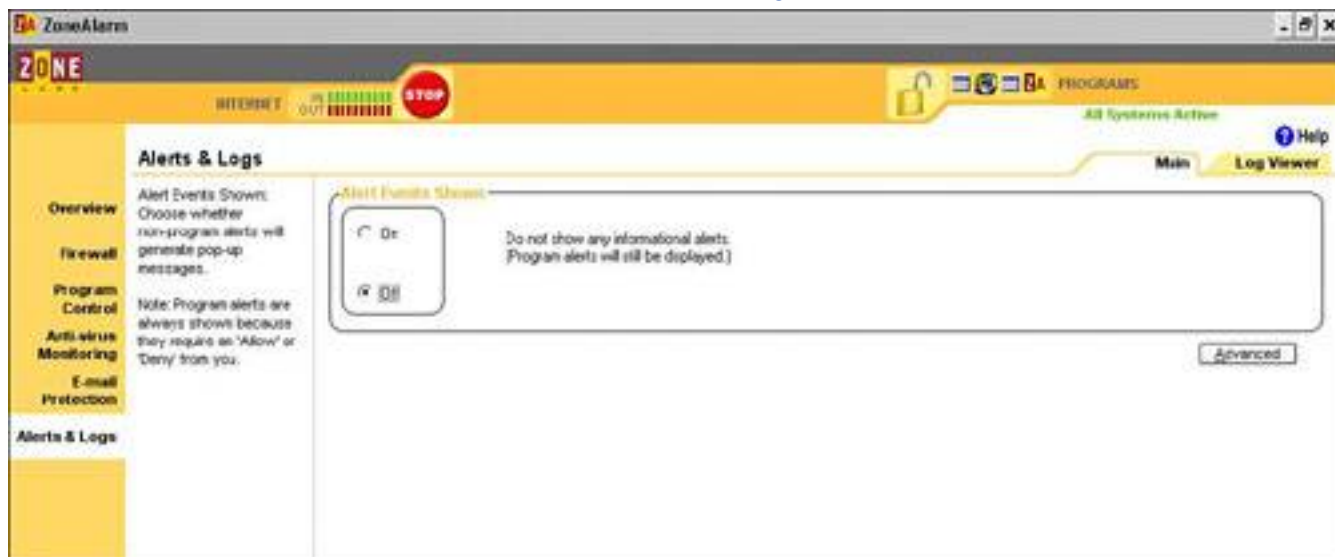 ZoneAlarm
ZONE
LABS
INTERNET
IN
OUT
STOP
ZA
PROGRAMS
All Systems Active
Help
Alerts & Logs
Main
Log Viewer
Overview
Firewall
Program
Control
Anti-virus
Monitoring
E-mail
Protection
Alerts & Logs
Alert Events Shown:
Choose whether
non-program alerts will
generate pop-up
messages.
Note: Program alerts are
always shown because
they require an 'Allow' or
'Deny' from you.
Alert Events Shown
On
Off
Do not show any informational alerts.
(Program alerts will still be displayed.)
Advanced